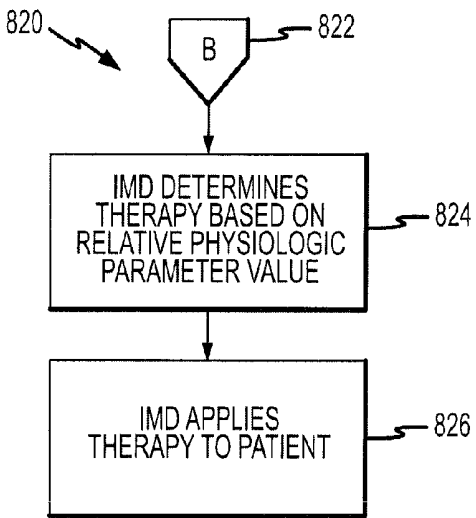 820
B
822
IMD DETERMINES
THERAPY BASED ON
RELATIVE PHYSIOLOGIC
PARAMETER VALUE
824
IMD APPLIES
THERAPY TO PATIENT
826